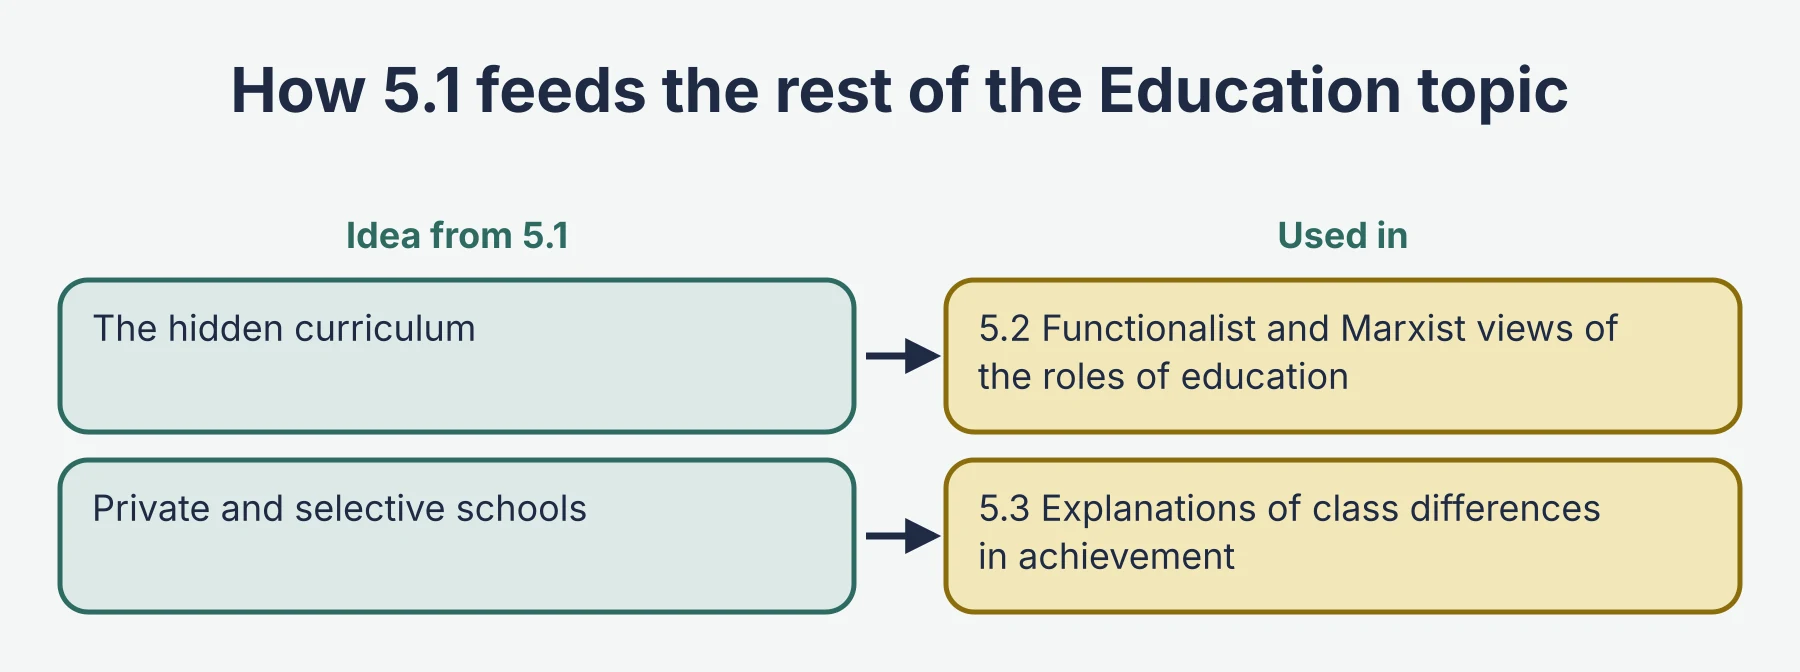 How 5.1 feeds the rest of the Education topic
Idea from 5.1
Used in
The hidden curriculum
5.2 Functionalist and Marxist views of
the roles of education
Private and selective schools
5.3 Explanations of class differences
in achievement